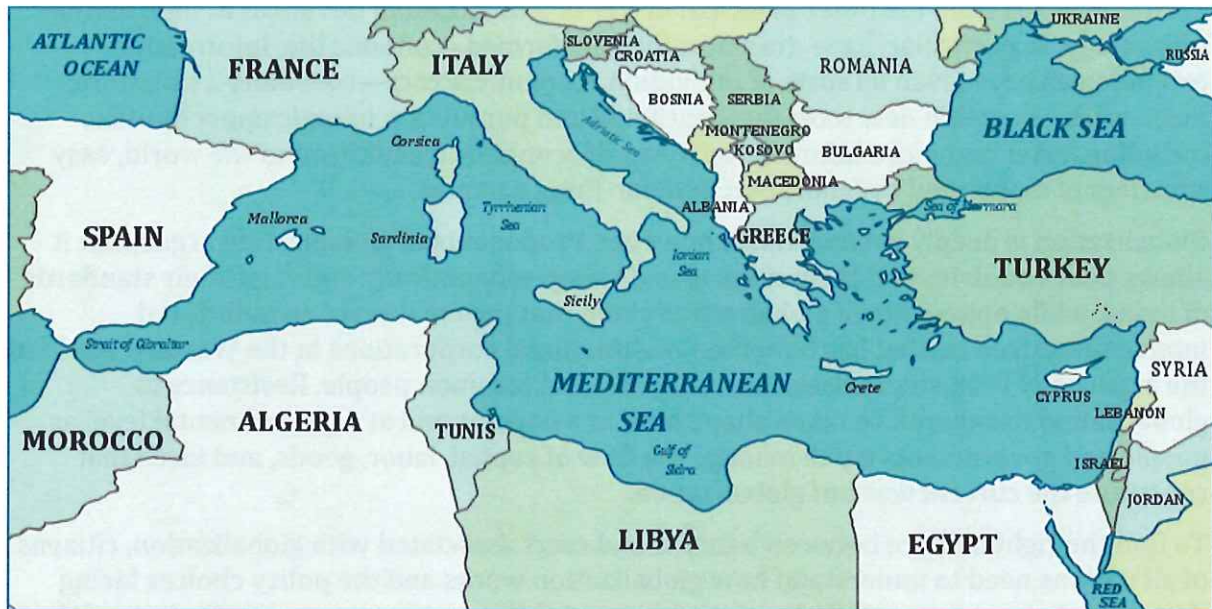 ATLANTIC
OCEAN
FRANCE
ITALY
SLOVENIA
CROATIA
BOSNIA
SERBIA
MONTENEGRO
KOSOVO
MACEDONIA
ALBANIA
ROMANIA
BULGARIA
UKRAINE
RUSSIA
BLACK SEA
Corsica
Adriatic Sea
SPAIN
Mallorca
Sardinia
Tyrrhenian
Sea
Ionian
Sea
GREECE
Sea of Marmara
TURKEY
Sicily
Strait of Gibraltar
MEDITERRANEAN
SEA
Crete
CYPRUS
SYRIA
LEBANON
ISRAEL
JORDAN
MOROCCO
ALGERIA
TUNIS
Gulf of
Sidra
LIBYA
EGYPT
RED
SEA